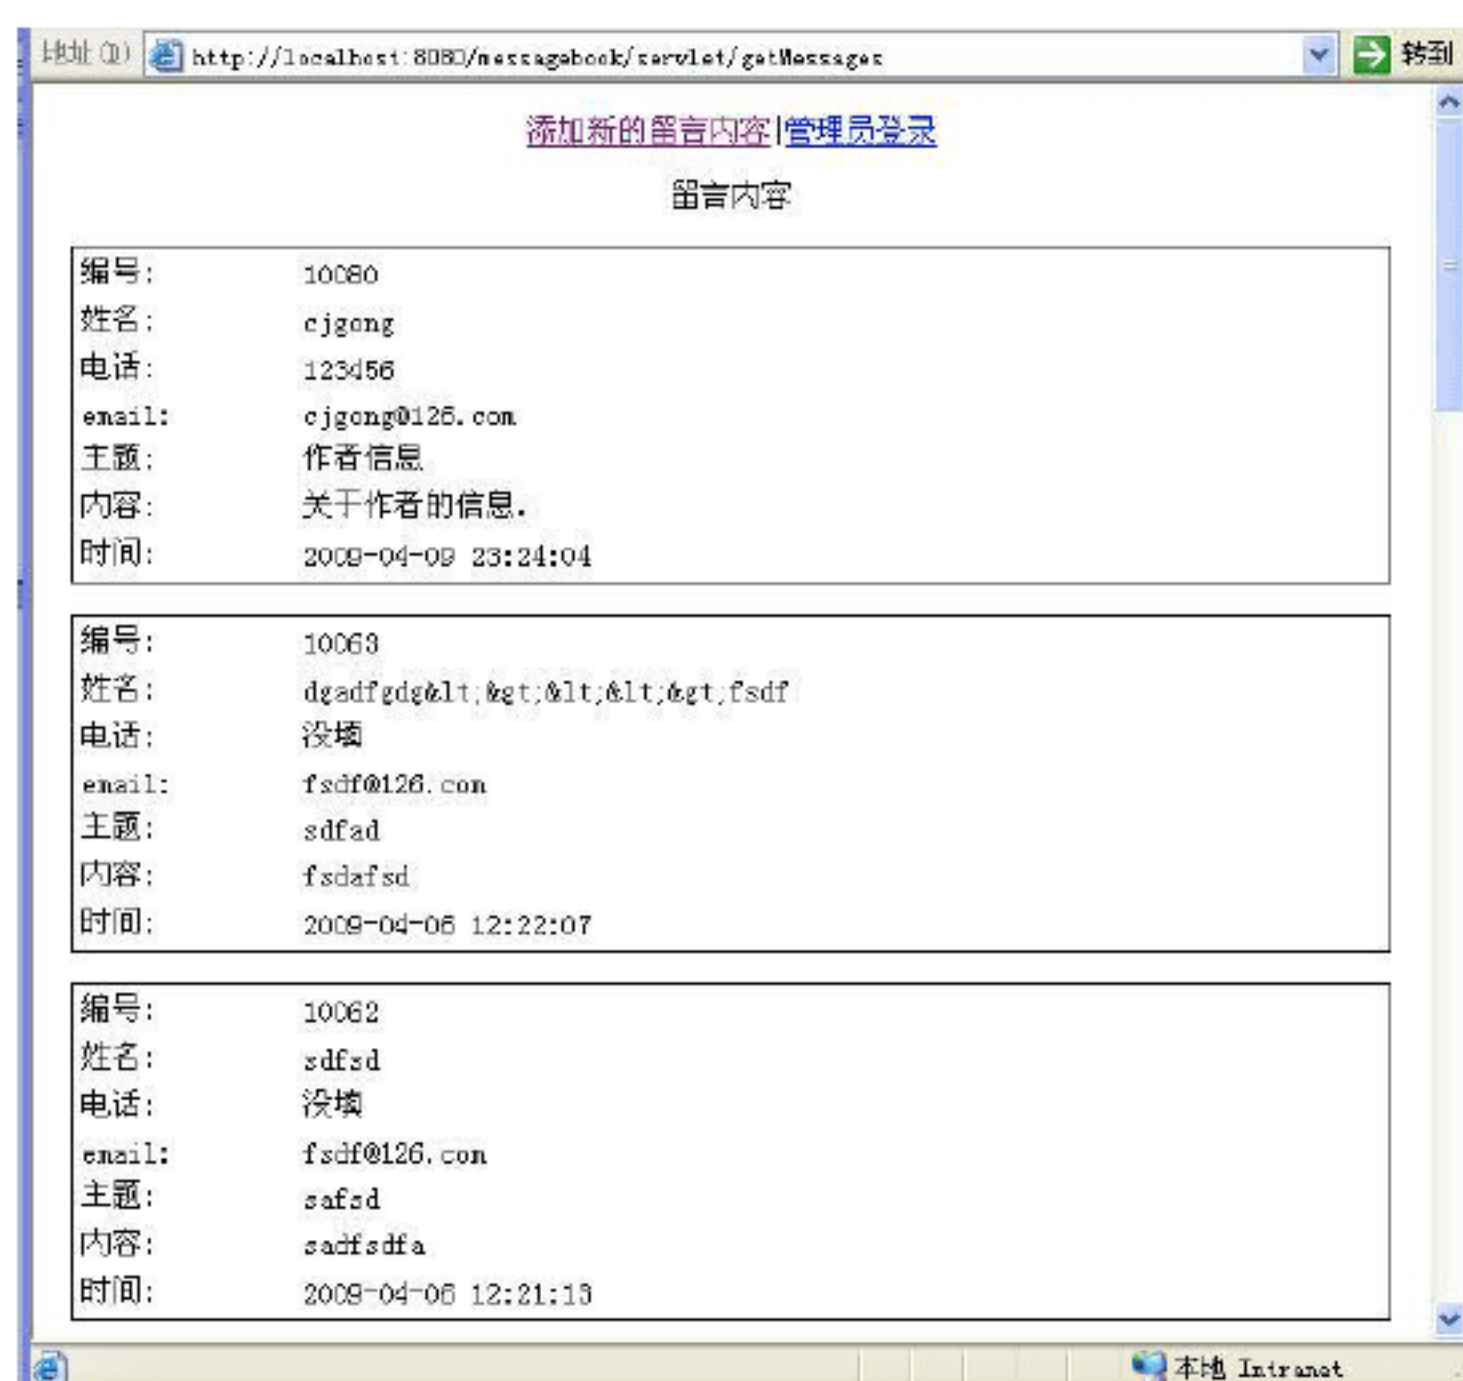 地址(D) http://localhost:8080/messagebook/servlet/getMessages 转到
添加新的留言内容|管理员登录
留言内容
编号: 10080
姓名: cjgong
电话: 123456
email: cjgong@126.com
主题: 作者信息
内容: 关于作者的信息.
时间: 2009-04-09 23:24:04
编号: 10063
姓名: dgadfgdg&lt;&gt;&lt;&lt;&gt;fsdf
电话: 没填
email: fsdf@126.com
主题: sdfad
内容: fsdafsd
时间: 2009-04-06 12:22:07
编号: 10062
姓名: sdfsd
电话: 没填
email: fsdf@126.com
主题: safsd
内容: sadfsdfa
时间: 2009-04-06 12:21:13
本地 Intranet